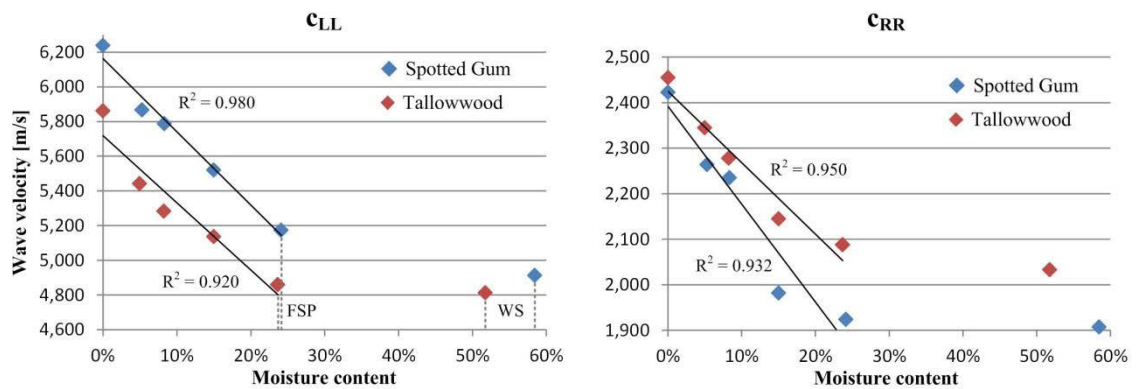 c_LL
Wave velocity [m/s]
6,200
6,000
5,800
5,600
5,400
5,200
5,000
4,800
4,600
Spotted Gum
Tallowwood
R² = 0.980
R² = 0.920
FSP
WS
0% 10% 20% 30% 40% 50% 60%
Moisture content
c_RR
2,500
2,400
2,300
2,200
2,100
2,000
1,900
Spotted Gum
Tallowwood
R² = 0.950
R² = 0.932
0% 10% 20% 30% 40% 50% 60%
Moisture content